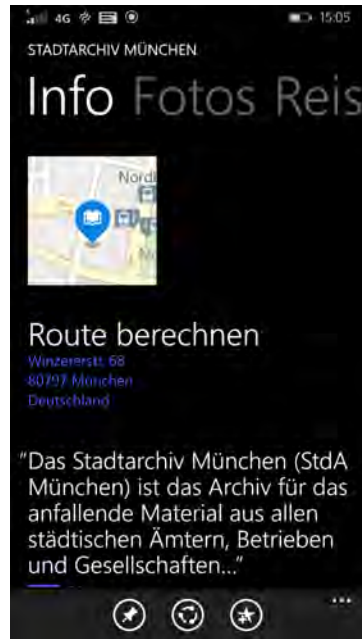 4G 15:05
STADTARCHIV MÜNCHEN
Info Fotos Reis
Nord
Route berechnen
Winzererstr. 68
80797 München
Deutschland
“Das Stadtarchiv München (StdA
München) ist das Archiv für das
anfallende Material aus allen
städtischen Ämtern, Betrieben
und Gesellschaften...”